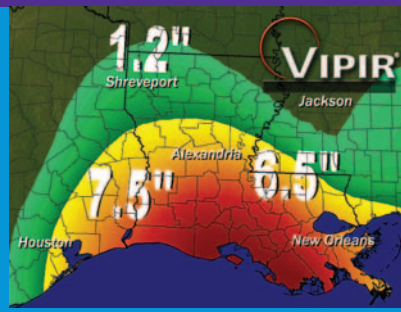 1.2"
VIPIR
Shreveport
Jackson
Alexandria
7.5"
6.5"
Houston
New Orleans